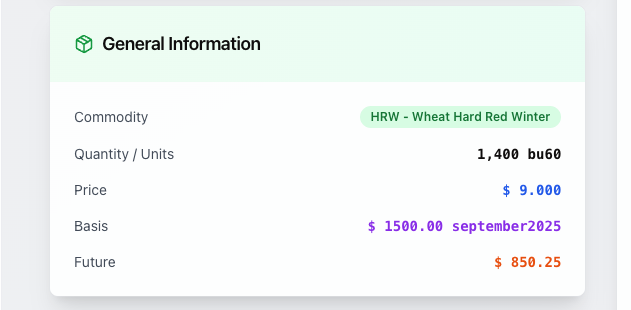 General Information
Commodity HRW - Wheat Hard Red Winter
Quantity / Units 1,400 bu60
Price $ 9.000
Basis $ 1500.00 september2025
Future $ 850.25